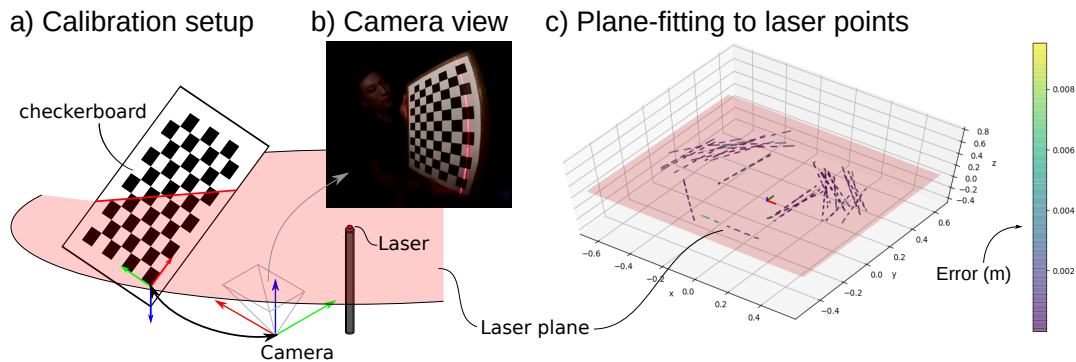 a) Calibration setup
b) Camera view
c) Plane-fitting to laser points
checkerboard
Laser
Laser plane
Camera
0.8
0.6
0.4
0.2
0.0
−0.2
−0.4
z
−0.6
−0.4
−0.2
0.0
0.2
0.4
x
−0.4
−0.2
0.0
0.2
0.4
0.6
y
0.008
0.006
0.004
0.002
Error (m)